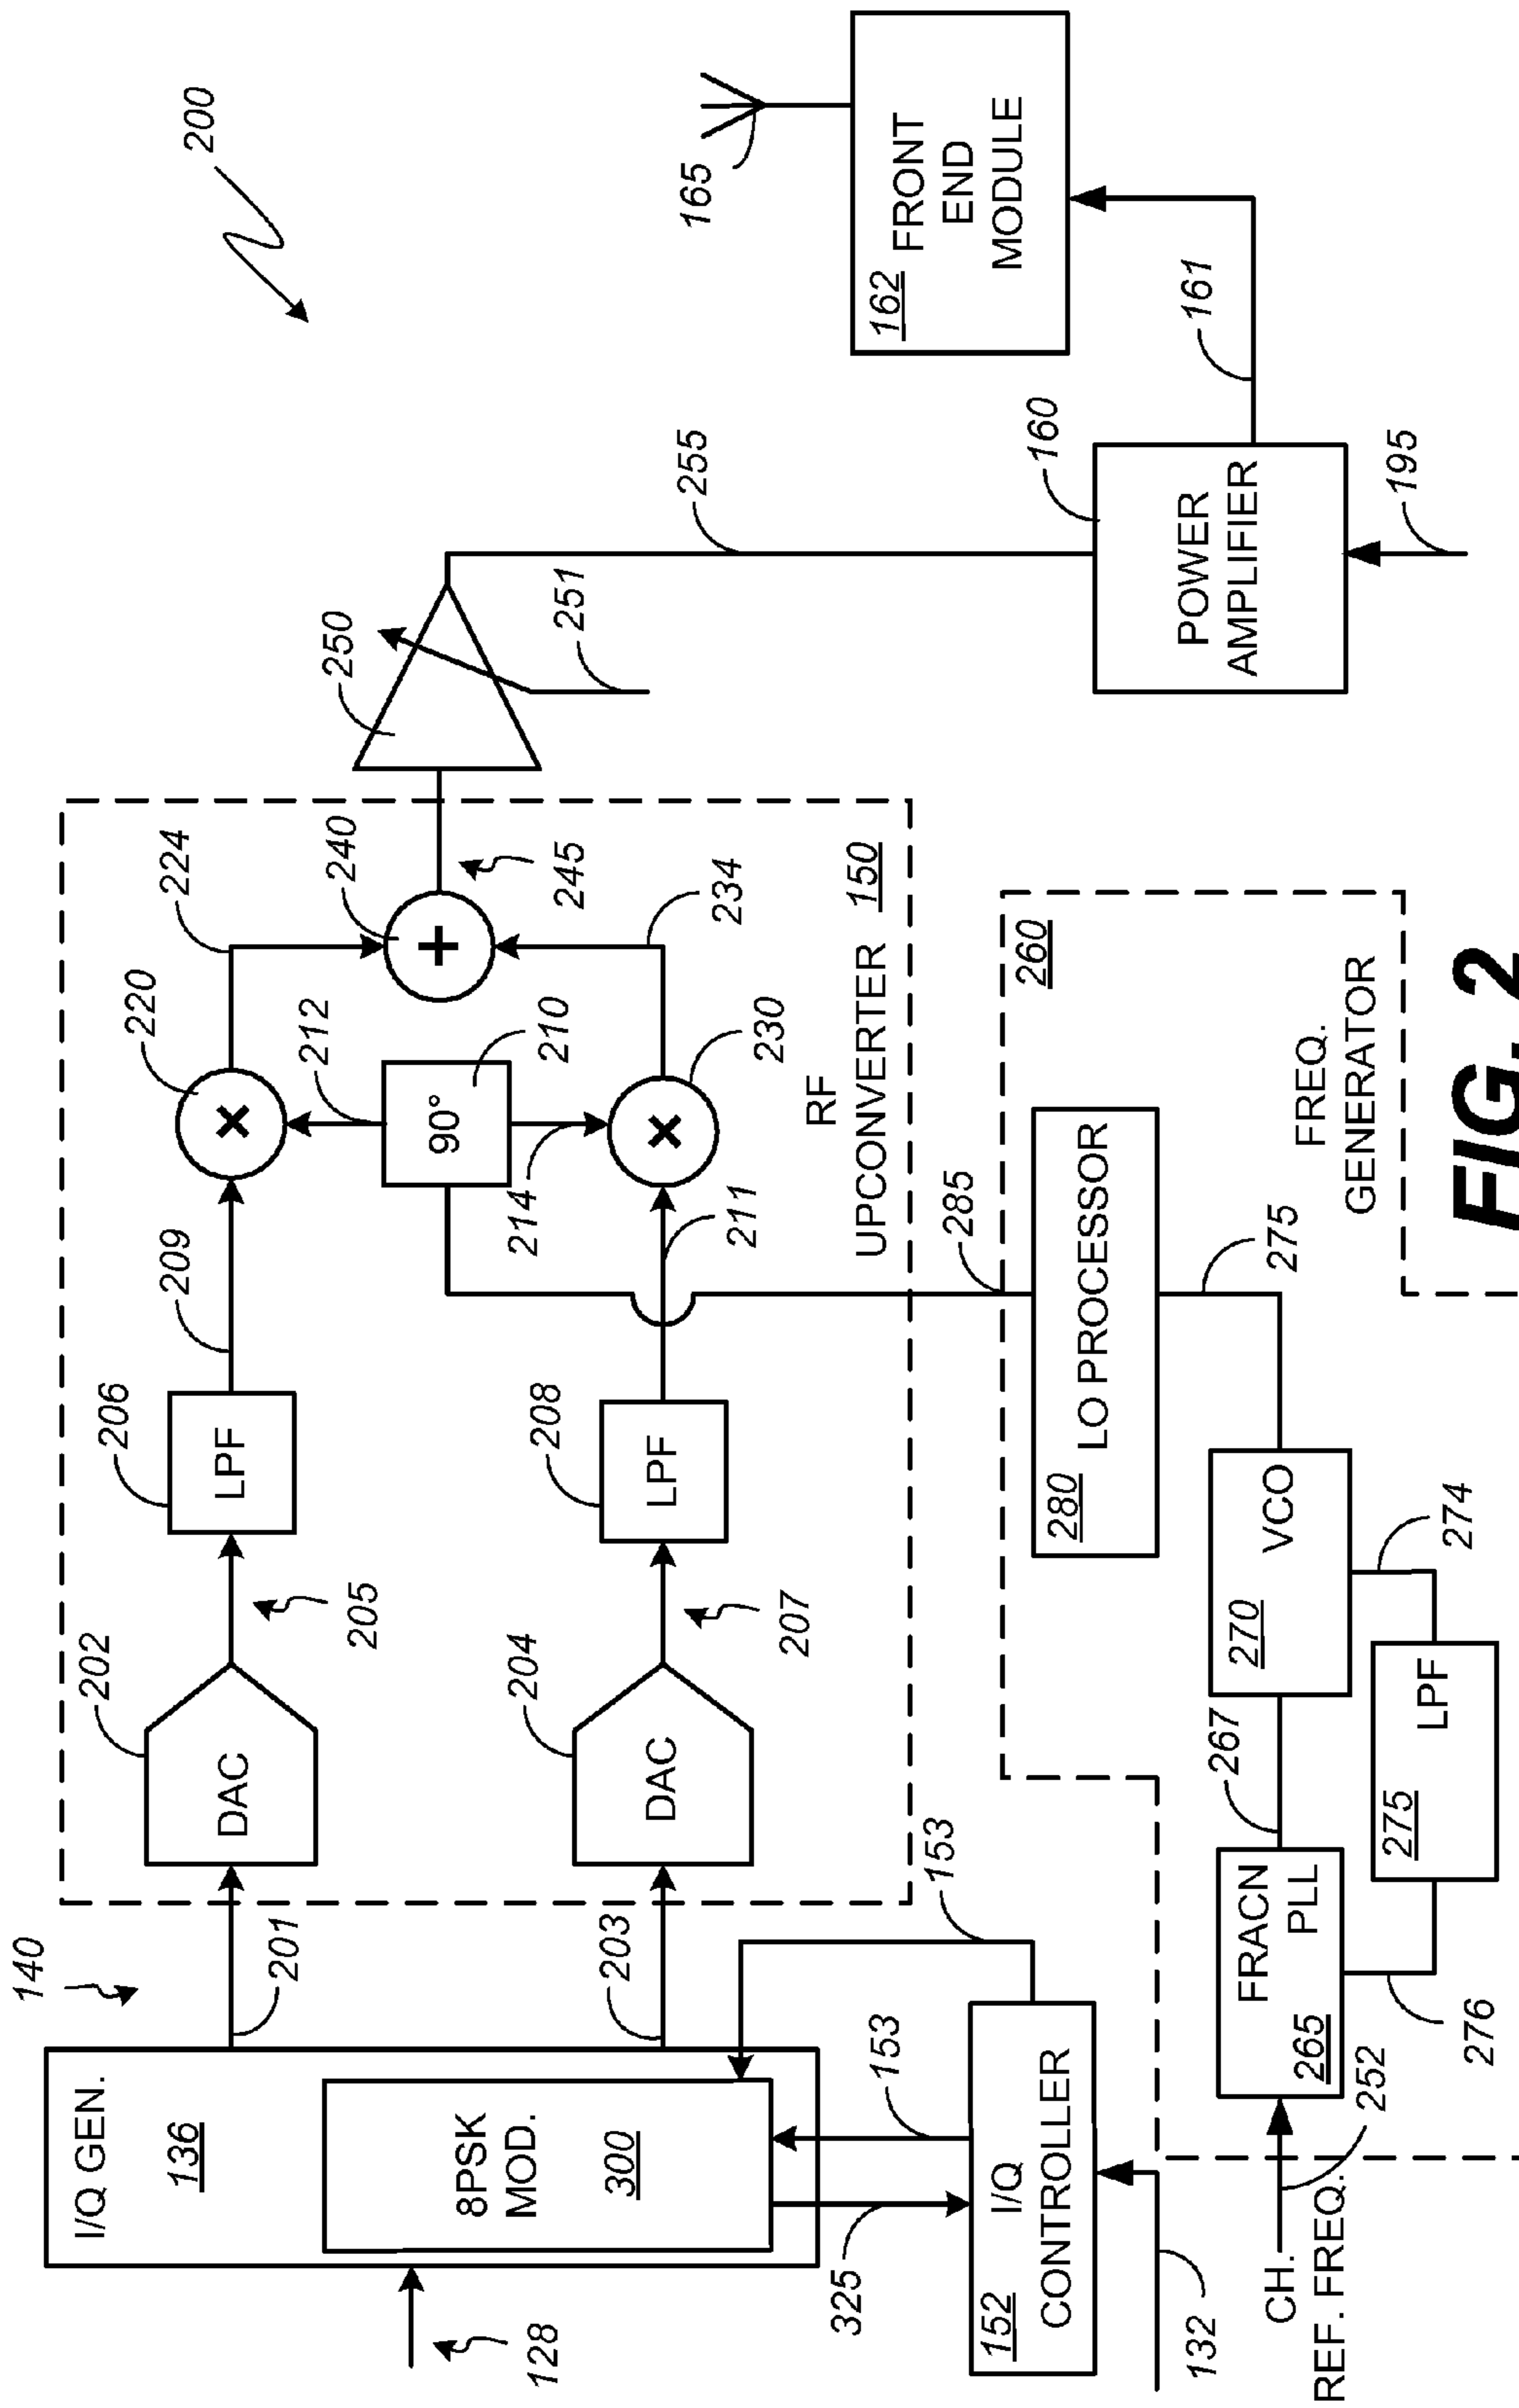 200
140
I/Q GEN.
136
8PSK
MOD.
300
128
201
203
202
DAC
205
206
LPF
209
220
×
224
212
90°
210
214
240
+
245
204
DAC
207
208
LPF
211
230
×
234
RF
UPCONVERTER
150
250
251
255
160
POWER
AMPLIFIER
195
161
162
FRONT
END
MODULE
165
325
153
153
152
I/Q
CONTROLLER
132
260
285
280
LO PROCESSOR
275
FREQ.
GENERATOR
270
VCO
267
274
275
LPF
276
FRACN
PLL
265
252
CH.
REF. FREQ.
FIG. 2